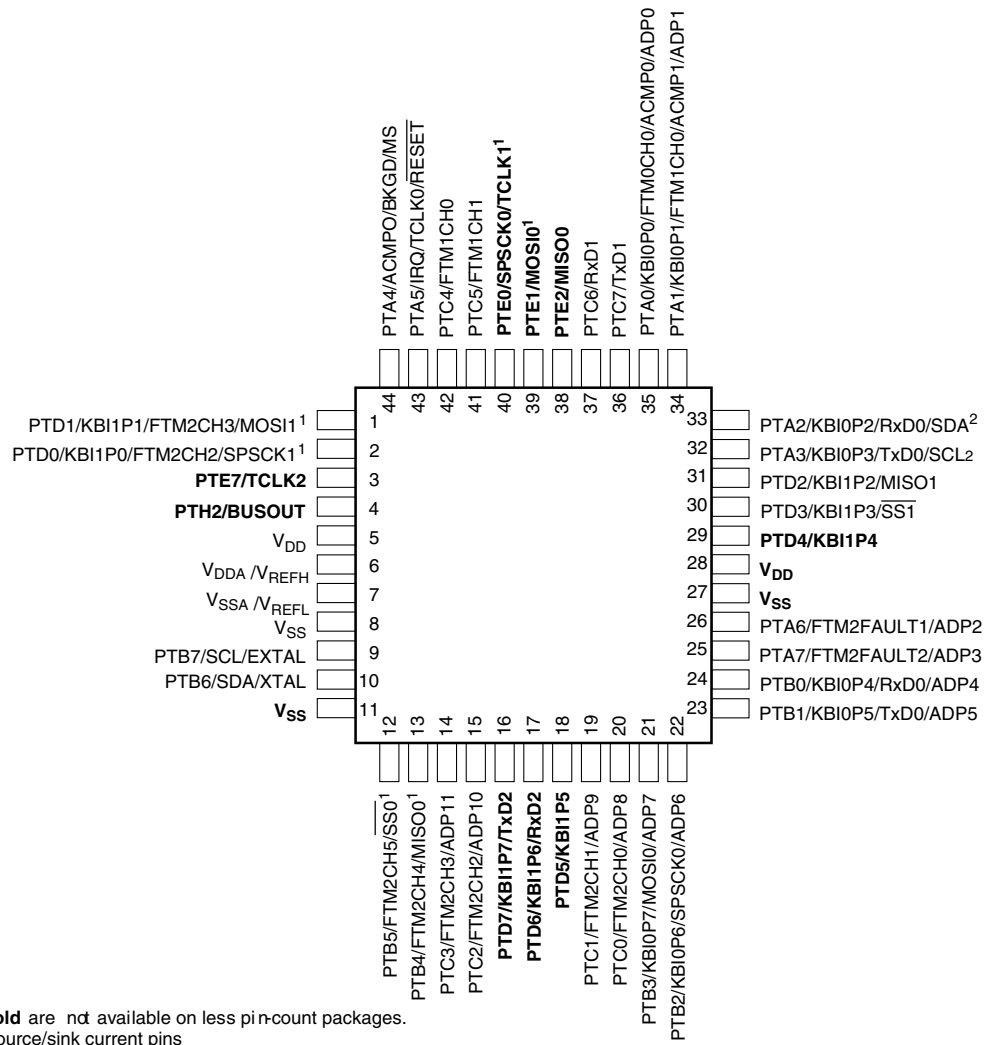 PTA4/ACMPO/BKGD/MS
PTA5/IRQ/TCLK0/RESET
PTC4/FTM1CH0
PTC5/FTM1CH1
PTE0/SPSCK0/TCLK1¹
PTE1/MOSI0¹
PTE2/MISO0
PTC6/RxD1
PTC7/TxD1
PTA0/KBI0P0/FTM0CH0/ACMP0/ADP0
PTA1/KBI0P1/FTM1CH0/ACMP1/ADP1
44
43
42
41
40
39
38
37
36
35
34
PTD1/KBI1P1/FTM2CH3/MOSI1¹ 1
PTD0/KBI1P0/FTM2CH2/SPSCK1¹ 2
PTE7/TCLK2 3
PTH2/BUSOUT 4
VDD 5
VDDA /VREFH 6
VSSA /VREFL 7
VSS 8
PTB7/SCL/EXTAL 9
PTB6/SDA/XTAL 10
VSS 11
33 PTA2/KBI0P2/RxD0/SDA²
32 PTA3/KBI0P3/TxD0/SCL2
31 PTD2/KBI1P2/MISO1
30 PTD3/KBI1P3/SS1
29 PTD4/KBI1P4
28 VDD
27 VSS
26 PTA6/FTM2FAULT1/ADP2
25 PTA7/FTM2FAULT2/ADP3
24 PTB0/KBI0P4/RxD0/ADP4
23 PTB1/KBI0P5/TxD0/ADP5
12
13
14
15
16
17
18
19
20
21
22
PTB5/FTM2CH5/SS0¹
PTB4/FTM2CH4/MISO0¹
PTC3/FTM2CH3/ADP11
PTC2/FTM2CH2/ADP10
PTD7/KBI1P7/TxD2
PTD6/KBI1P6/RxD2
PTD5/KBI1P5
PTC1/FTM2CH1/ADP9
PTC0/FTM2CH0/ADP8
PTB3/KBI0P7/MOSI0/ADP7
PTB2/KBI0P6/SPSCK0/ADP6
old are not available on less pin-count packages.
ource/sink current pins